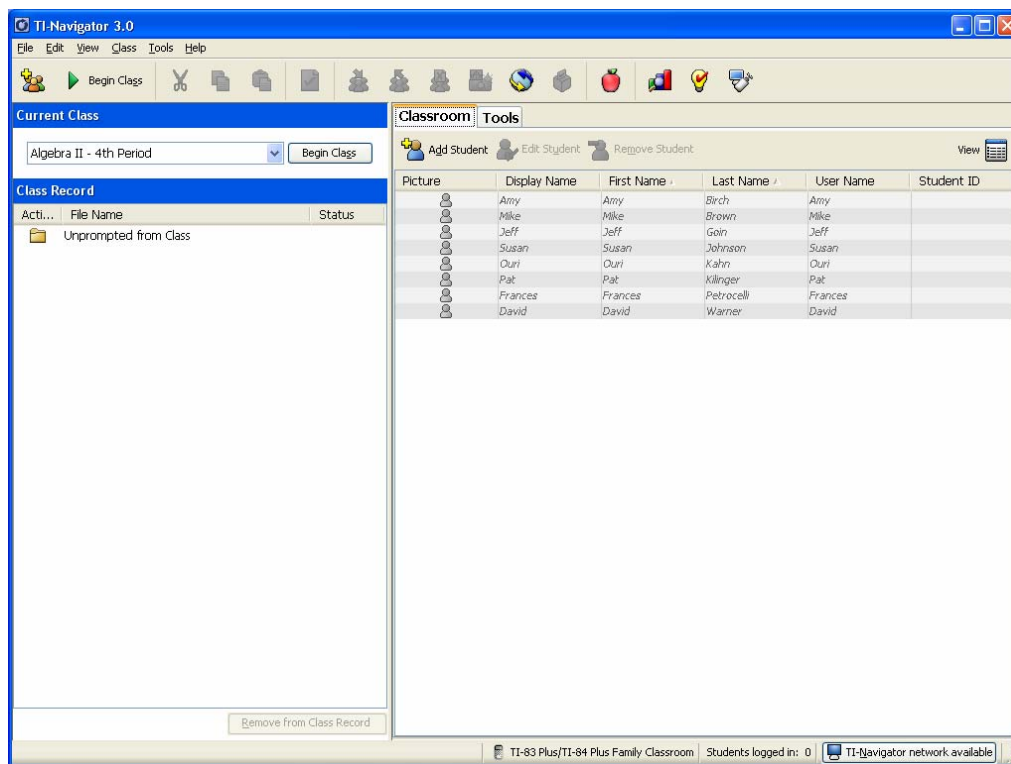 TI-Navigator 3.0
File Edit View Class Tools Help
Begin Class
Current Class
Algebra II - 4th Period Begin Class
Class Record
Acti... File Name Status
Unprompted from Class
Remove from Class Record
Classroom Tools
Add Student Edit Student Remove Student View
Picture Display Name First Name Last Name User Name Student ID
Amy Amy Birch Amy
Mike Mike Brown Mike
Jeff Jeff Goin Jeff
Susan Susan Johnson Susan
Ouri Ouri Kahn Ouri
Pat Pat Kilinger Pat
Frances Frances Petrocelli Frances
David David Warner David
TI-83 Plus/TI-84 Plus Family Classroom Students logged in: 0 TI-Navigator network available